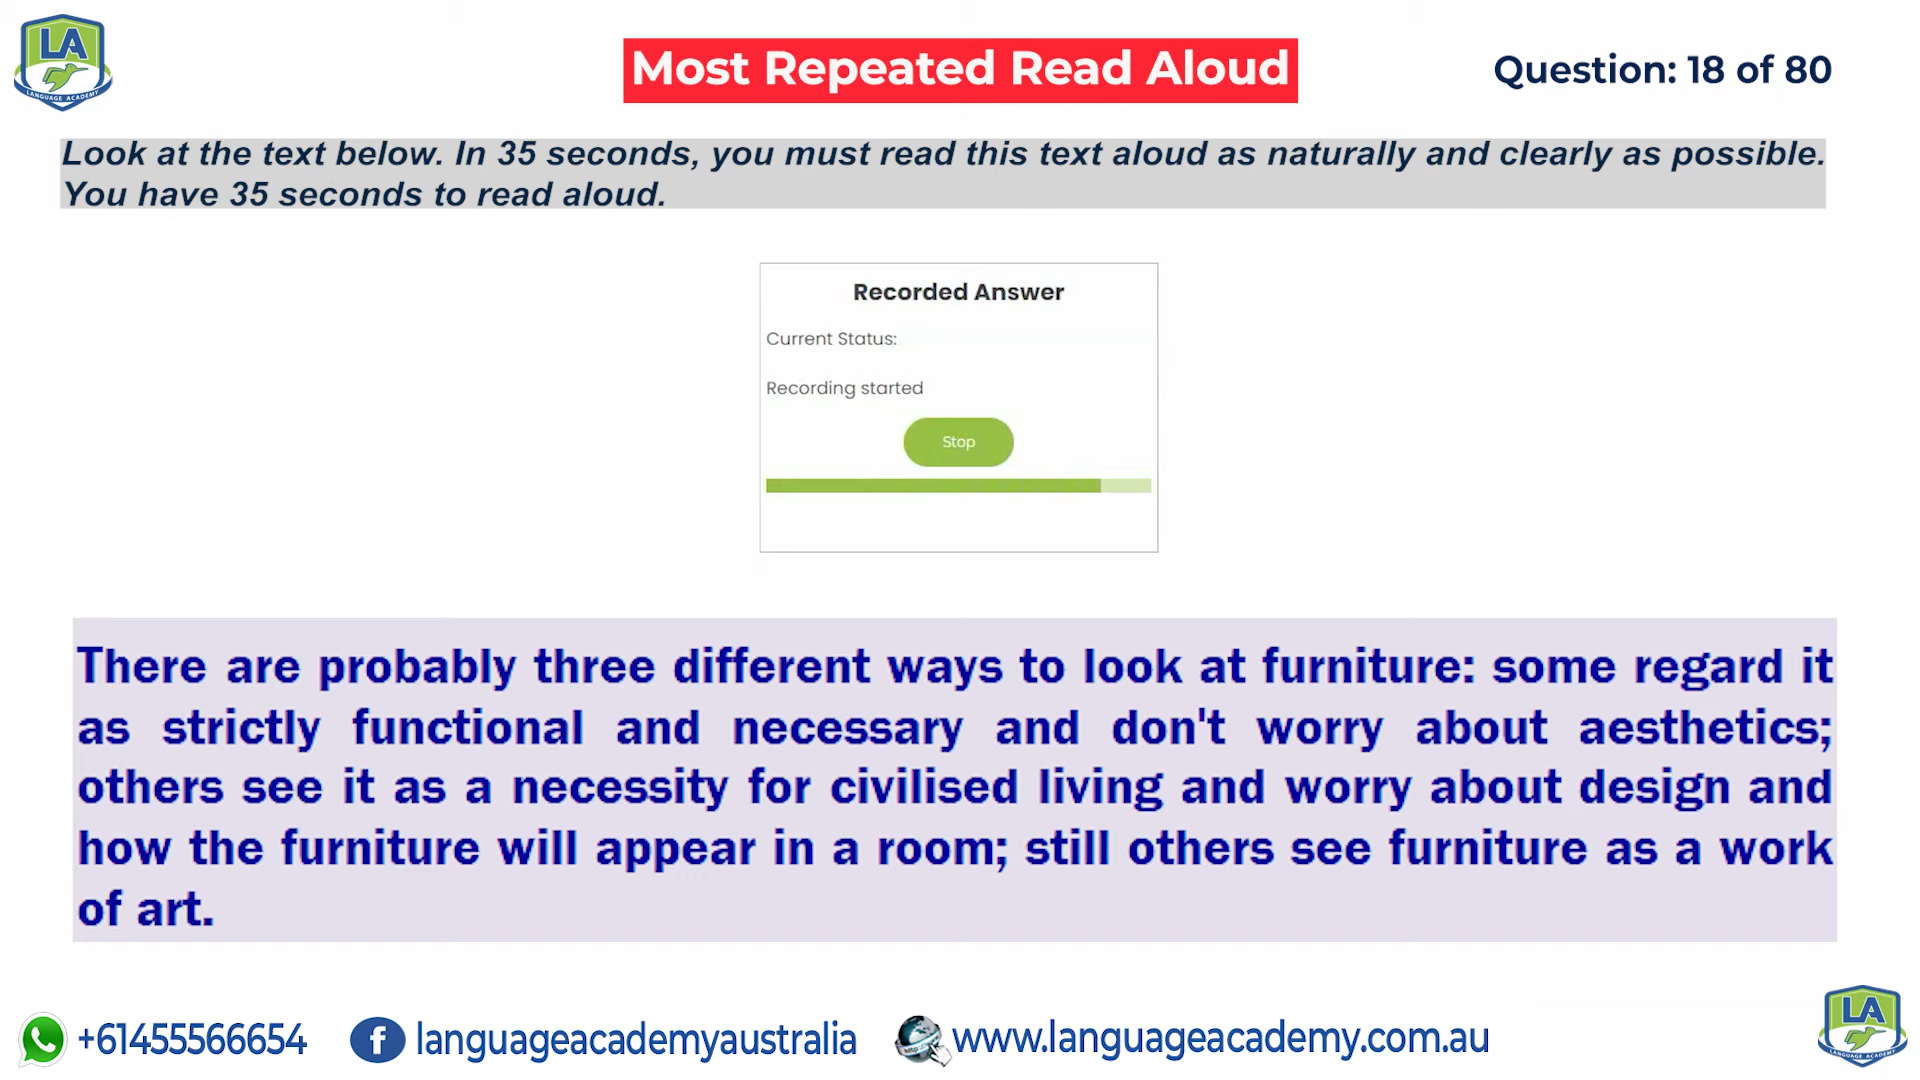 LA
LANGUAGE ACADEMY
Most Repeated Read Aloud
Question: 18 of 80
Look at the text below. In 35 seconds, you must read this text aloud as naturally and clearly as possible.
You have 35 seconds to read aloud.
Recorded Answer
Current Status:
Recording started
Stop
There are probably three different ways to look at furniture: some regard it
as strictly functional and necessary and don't worry about aesthetics;
others see it as a necessity for civilised living and worry about design and
how the furniture will appear in a room; still others see furniture as a work
of art.
+61455566654
f languageacademyaustralia
http www.languageacademy.com.au
LA
LANGUAGE ACADEMY